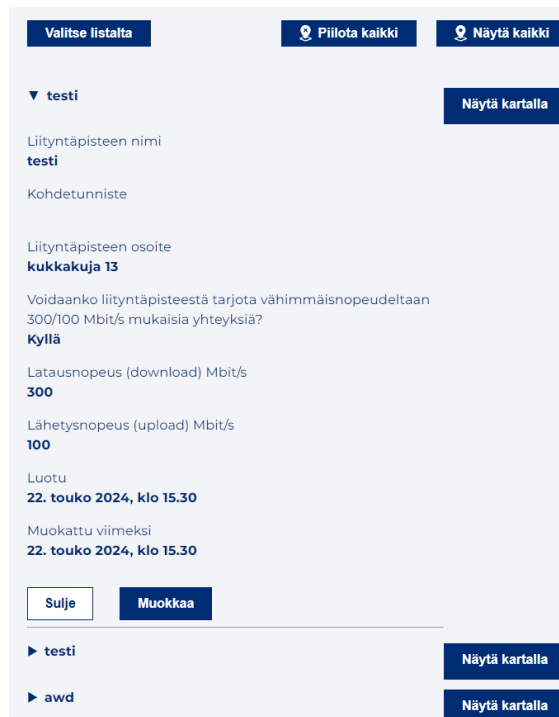 Valitse listalta
Piilota kaikki
Näytä kaikki
testi
Näytä kartalla
Liityntäpisteen nimi
testi
Kohdetunniste
Liityntäpisteen osoite
kukkakuja 13
Voidaanko liityntäpisteestä tarjota vähimmäisnopeudeltaan
300/100 Mbit/s mukaisia yhteyksiä?
Kyllä
Latausnopeus (download) Mbit/s
300
Lähetysnopeus (upload) Mbit/s
100
Luotu
22. touko 2024, klo 15.30
Muokattu viimeksi
22. touko 2024, klo 15.30
Sulje
Muokkaa
testi
Näytä kartalla
awd
Näytä kartalla